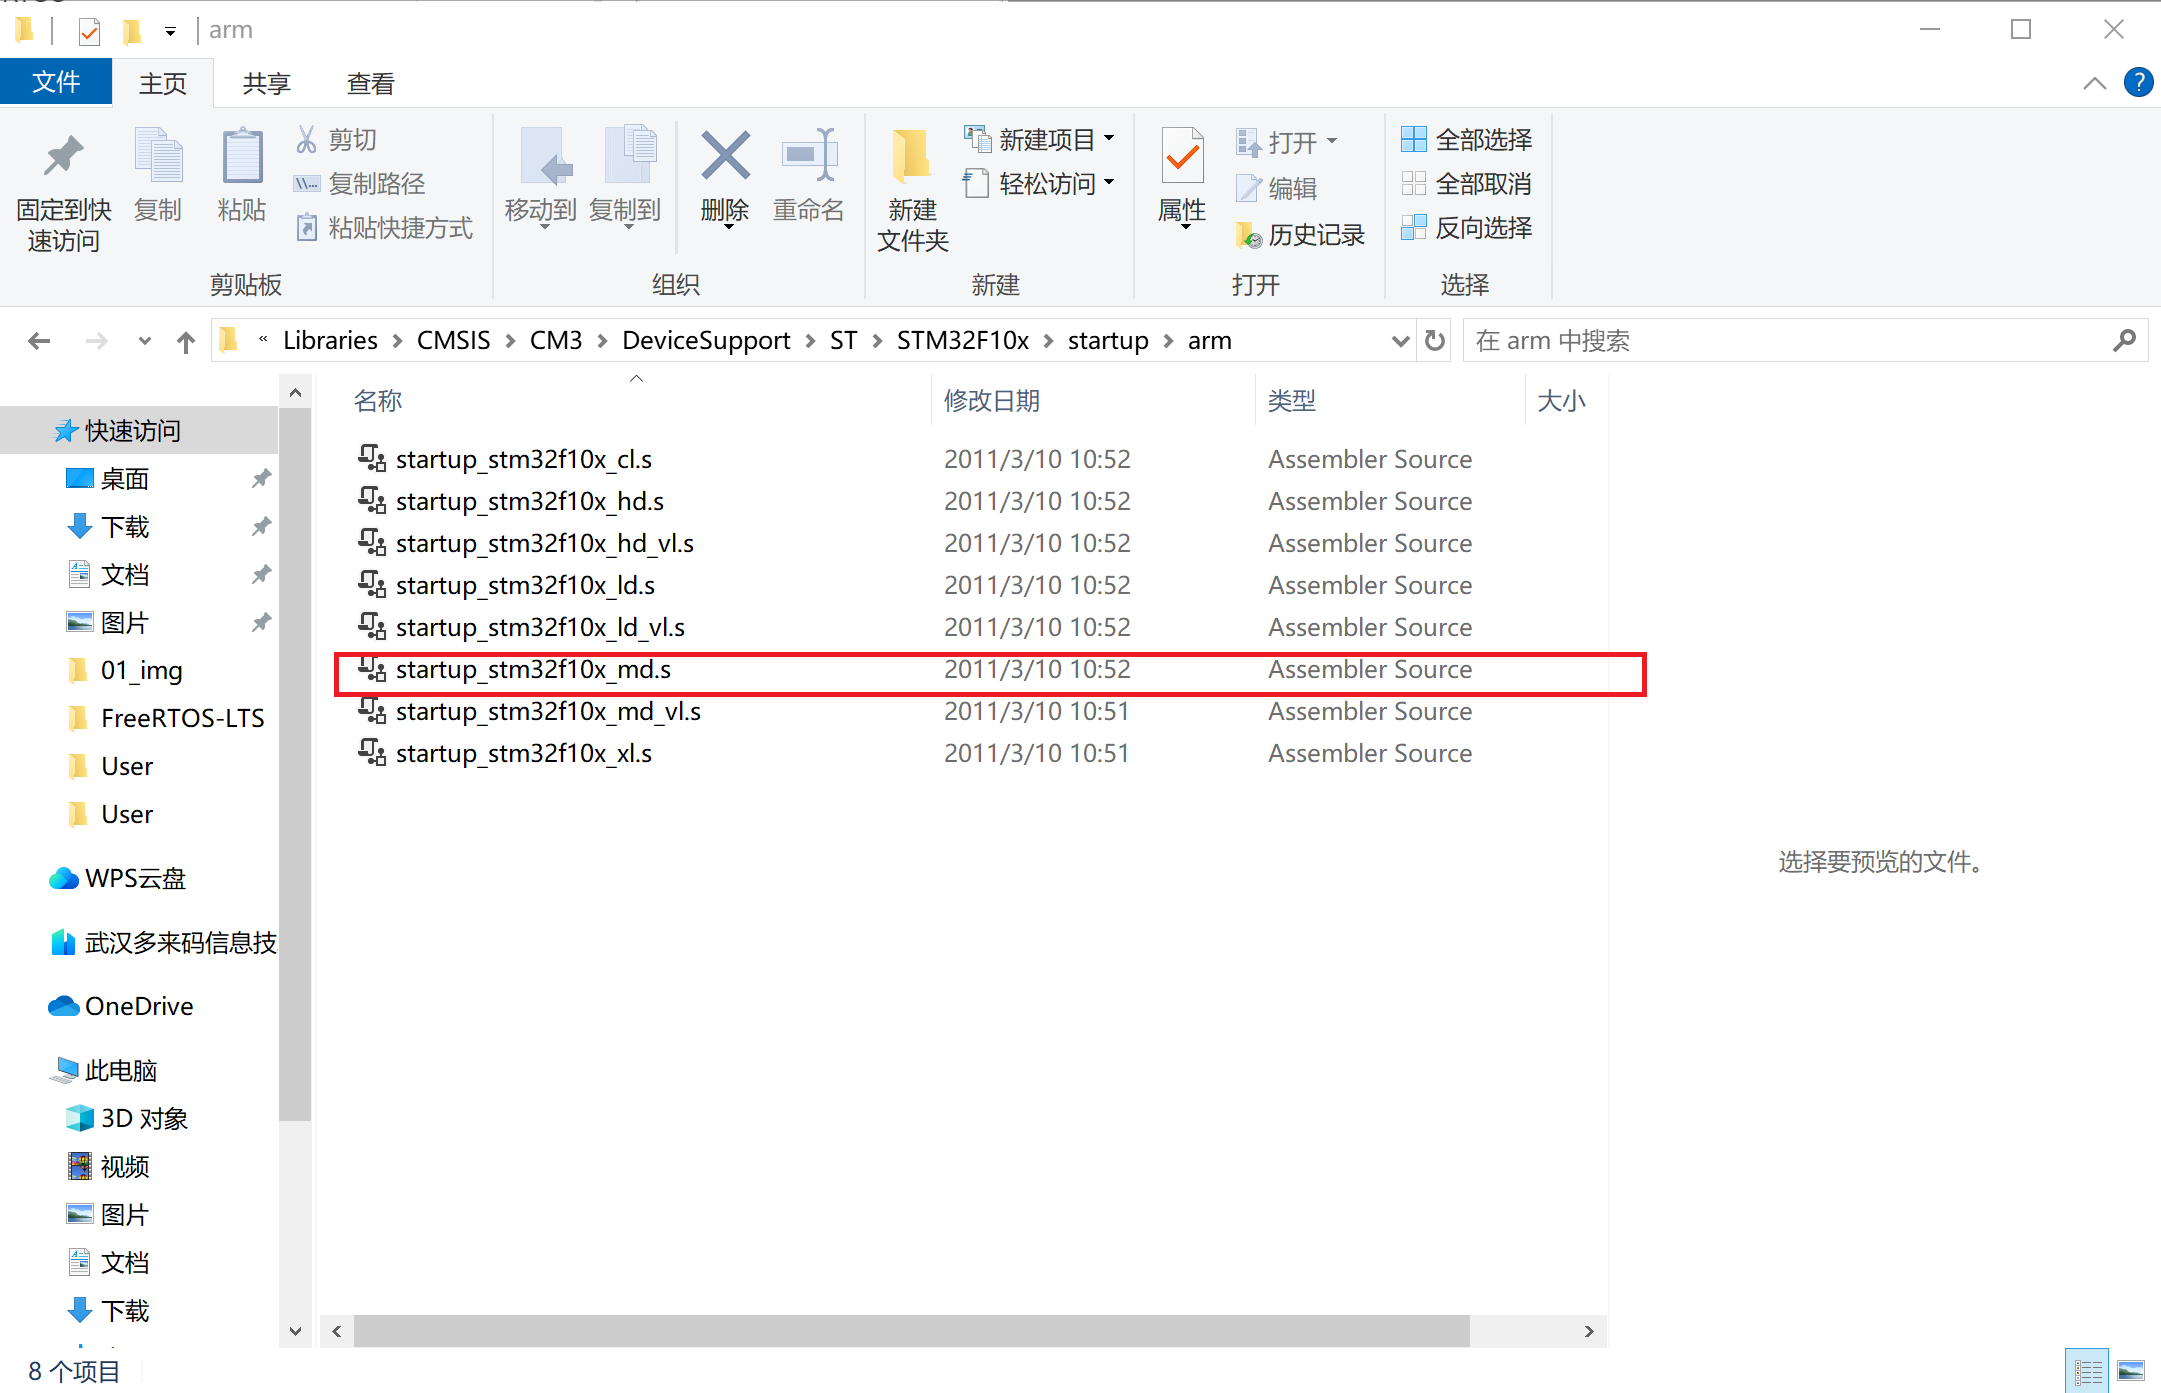 arm
文件 主页 共享 查看
固定到快速访问
复制
粘贴
剪切
复制路径
粘贴快捷方式
剪贴板
移动到
复制到
删除
重命名
组织
新建文件夹
新建项目
轻松访问
新建
属性
打开
编辑
历史记录
打开
全部选择
全部取消
反向选择
选择
« Libraries > CMSIS > CM3 > DeviceSupport > ST > STM32F10x > startup > arm
在 arm 中搜索
快速访问
桌面
下载
文档
图片
01_img
FreeRTOS-LTS
User
User
WPS云盘
武汉多来码信息技
OneDrive
此电脑
3D 对象
视频
图片
文档
下载
名称 修改日期 类型 大小
startup_stm32f10x_cl.s 2011/3/10 10:52 Assembler Source
startup_stm32f10x_hd.s 2011/3/10 10:52 Assembler Source
startup_stm32f10x_hd_vl.s 2011/3/10 10:52 Assembler Source
startup_stm32f10x_ld.s 2011/3/10 10:52 Assembler Source
startup_stm32f10x_ld_vl.s 2011/3/10 10:52 Assembler Source
startup_stm32f10x_md.s 2011/3/10 10:52 Assembler Source
startup_stm32f10x_md_vl.s 2011/3/10 10:51 Assembler Source
startup_stm32f10x_xl.s 2011/3/10 10:51 Assembler Source
选择要预览的文件。
8 个项目